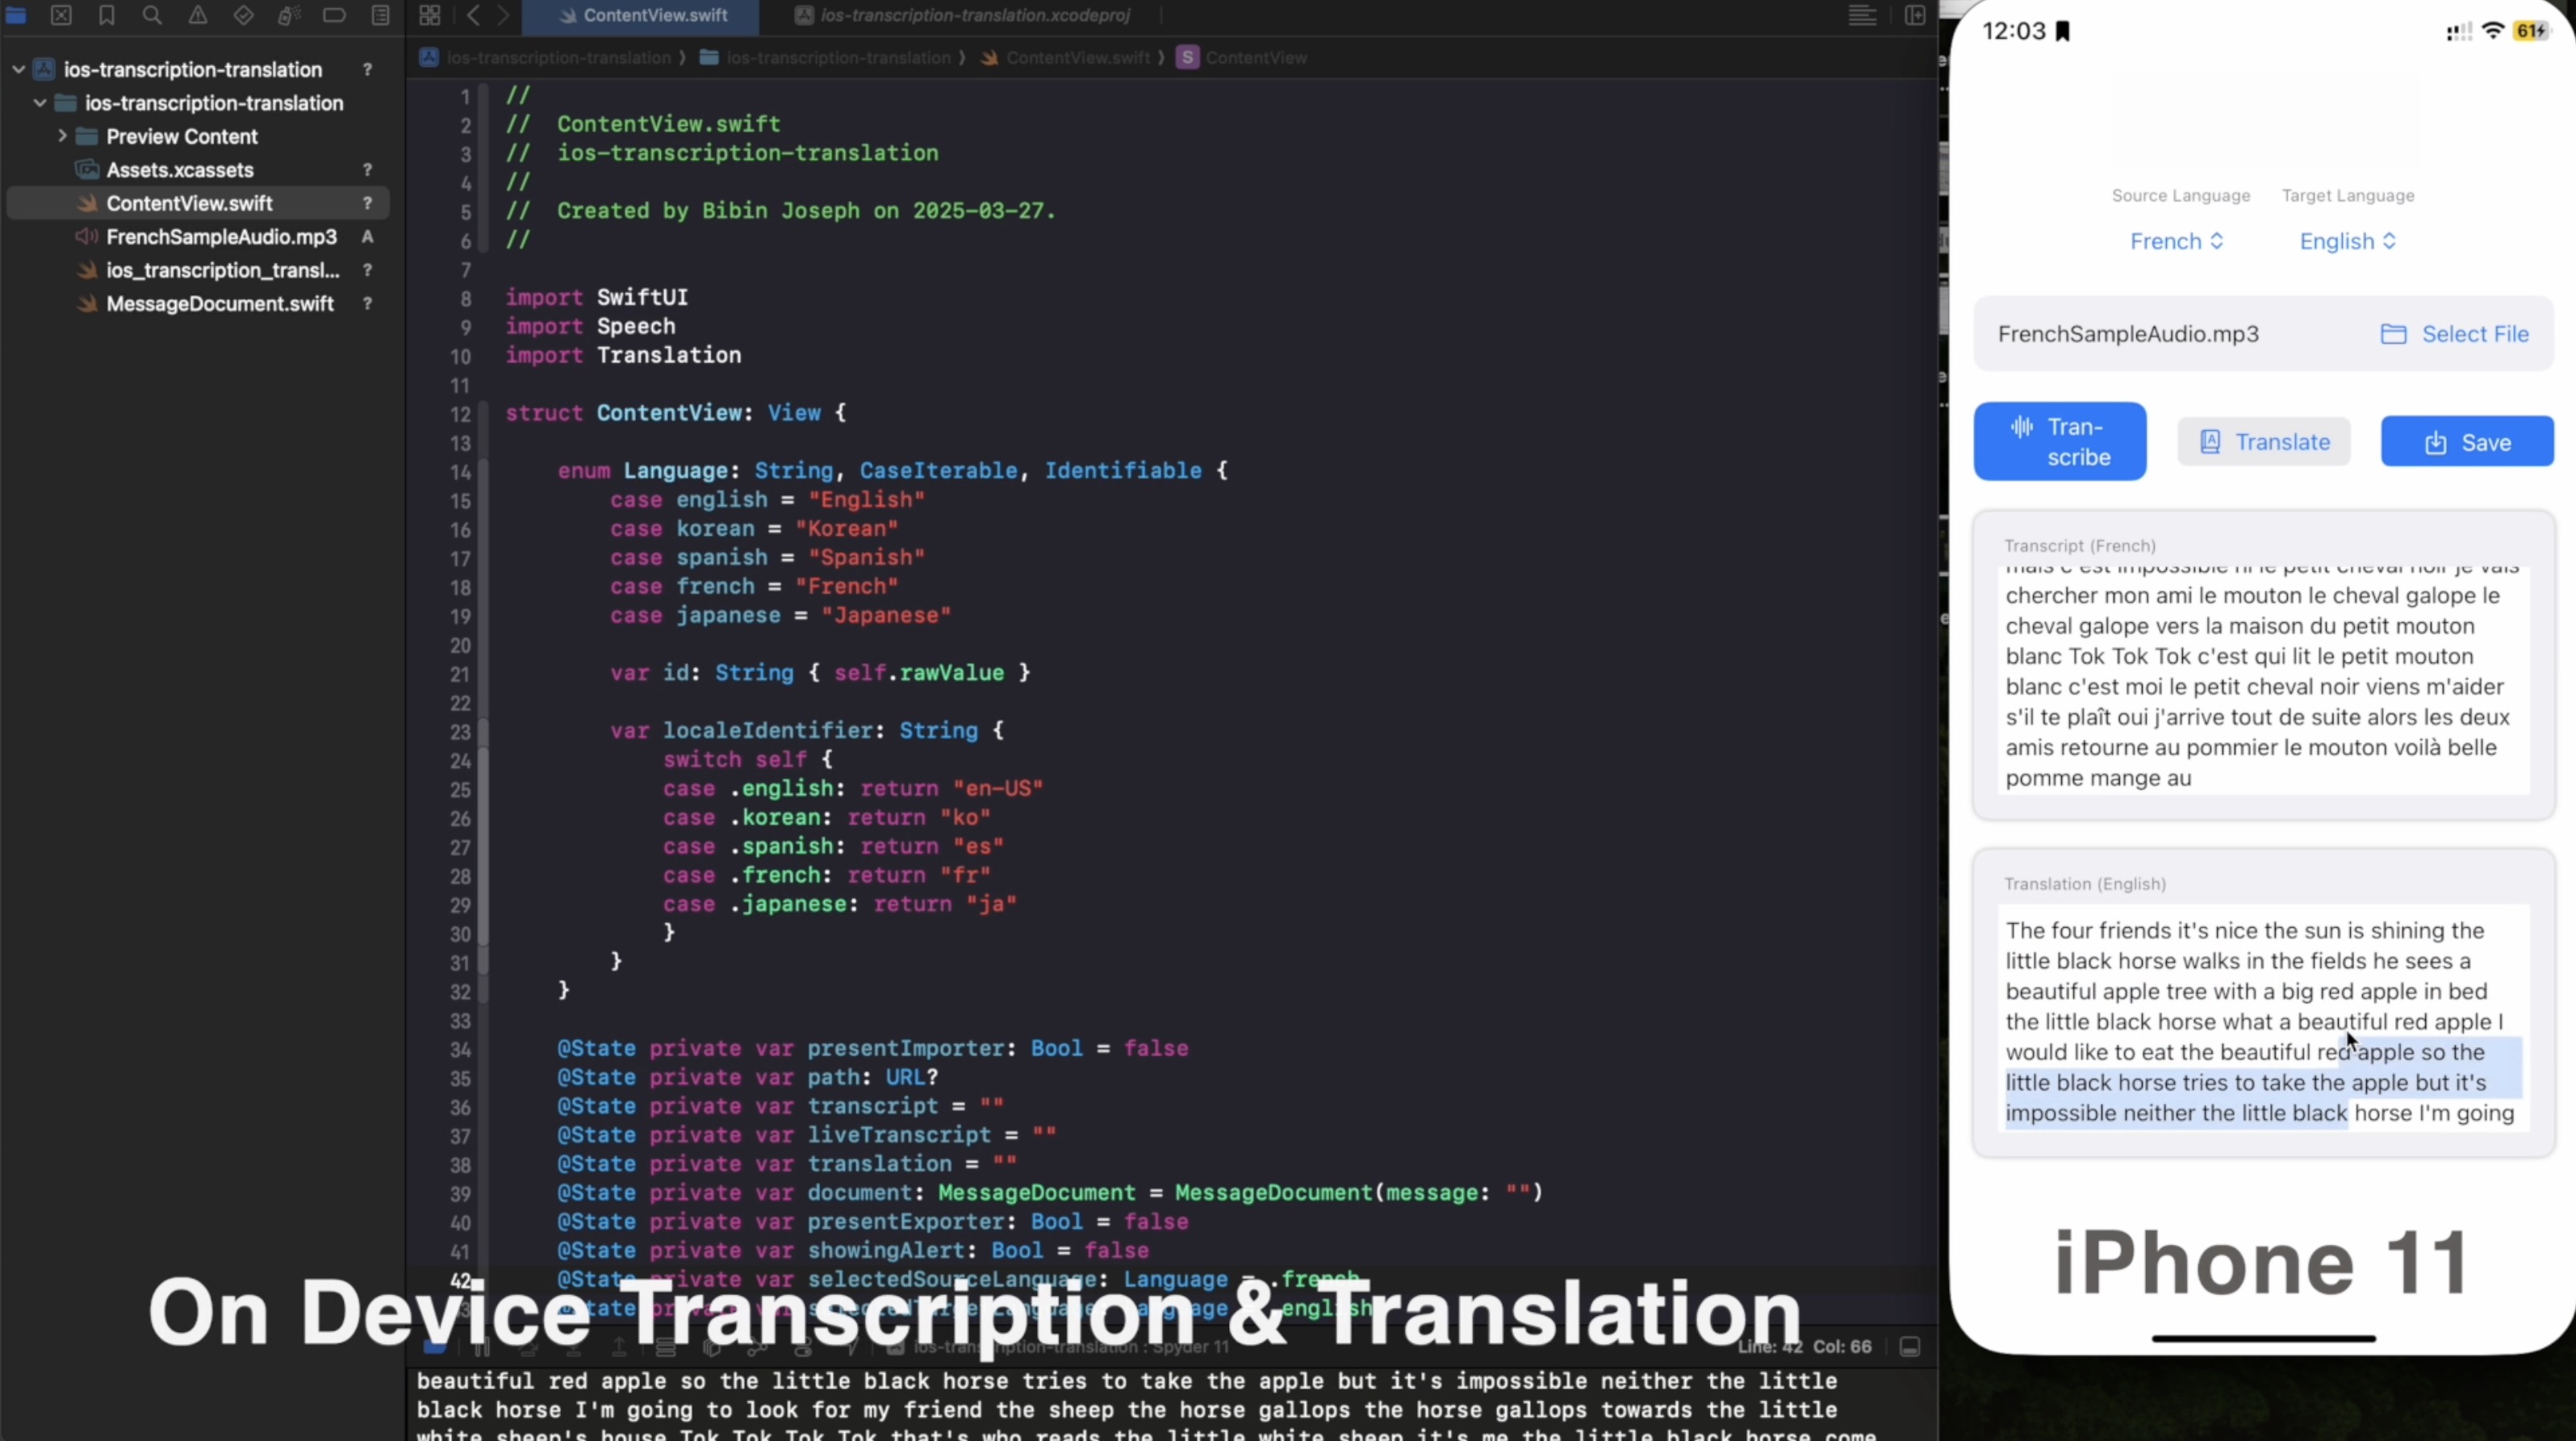 ios-transcription-translation ?
ios-transcription-translation
Preview Content
Assets.xcassets ?
ContentView.swift ?
FrenchSampleAudio.mp3 A
ios_transcription_transl... ?
MessageDocument.swift ?
ContentView.swift
ios-transcription-translation.xcodeproj
ios-transcription-translation ⟩ ios-transcription-translation ⟩ ContentView.swift ⟩ S ContentView
1 //
2 //  ContentView.swift
3 //  ios-transcription-translation
4 //
5 //  Created by Bibin Joseph on 2025-03-27.
6 //
7
8 import SwiftUI
9 import Speech
10 import Translation
11
12 struct ContentView: View {
13
14     enum Language: String, CaseIterable, Identifiable {
15         case english = "English"
16         case korean = "Korean"
17         case spanish = "Spanish"
18         case french = "French"
19         case japanese = "Japanese"
20
21         var id: String { self.rawValue }
22
23         var localeIdentifier: String {
24             switch self {
25             case .english: return "en-US"
26             case .korean: return "ko"
27             case .spanish: return "es"
28             case .french: return "fr"
29             case .japanese: return "ja"
30             }
31         }
32     }
33
34     @State private var presentImporter: Bool = false
35     @State private var path: URL?
36     @State private var transcript = ""
37     @State private var liveTranscript = ""
38     @State private var translation = ""
39     @State private var document: MessageDocument = MessageDocument(message: "")
40     @State private var presentExporter: Bool = false
41     @State private var showingAlert: Bool = false
42     @State private var selectedSourceLanguage: Language = .french
On Device Transcription & Translation
ios-transcription-translation : Spyder 11
Line: 42 Col: 66
beautiful red apple so the little black horse tries to take the apple but it's impossible neither the little
black horse I'm going to look for my friend the sheep the horse gallops the horse gallops towards the little
white sheep's house Tok Tok Tok Tok that's who reads the little white sheep it's me the little black horse come
12:03
61
Source Language Target Language
French English
FrenchSampleAudio.mp3 Select File
Tran-
scribe
Translate
Save
Transcript (French)
mais c'est impossible ni le petit cheval noir je vais
chercher mon ami le mouton le cheval galope le
cheval galope vers la maison du petit mouton
blanc Tok Tok Tok c'est qui lit le petit mouton
blanc c'est moi le petit cheval noir viens m'aider
s'il te plaît oui j'arrive tout de suite alors les deux
amis retourne au pommier le mouton voilà belle
pomme mange au
Translation (English)
The four friends it's nice the sun is shining the
little black horse walks in the fields he sees a
beautiful apple tree with a big red apple in bed
the little black horse what a beautiful red apple I
would like to eat the beautiful red apple so the
little black horse tries to take the apple but it's
impossible neither the little black horse I'm going
iPhone 11